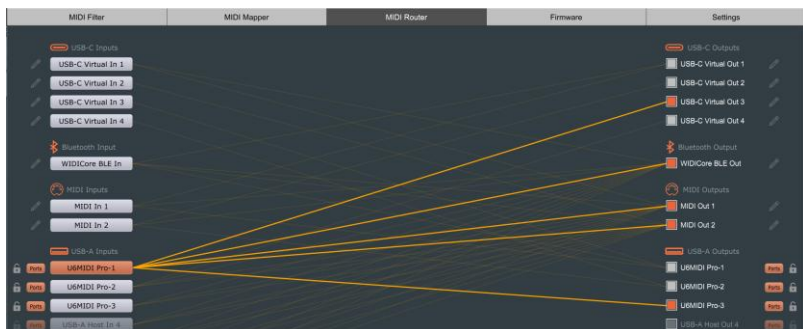 MIDI Filter
MIDI Mapper
MIDI Router
Firmware
Settings
USB-C Inputs
USB-C Virtual In 1
USB-C Virtual In 2
USB-C Virtual In 3
USB-C Virtual In 4
Bluetooth Input
WIDICore BLE In
MIDI Inputs
MIDI In 1
MIDI In 2
USB-A Inputs
Ports U6MIDI Pro-1
Ports U6MIDI Pro-2
Ports U6MIDI Pro-3
Ports USB-A Host In 4
USB-C Outputs
USB-C Virtual Out 1
USB-C Virtual Out 2
USB-C Virtual Out 3
USB-C Virtual Out 4
Bluetooth Output
WIDICore BLE Out
MIDI Outputs
MIDI Out 1
MIDI Out 2
USB-A Outputs
U6MIDI Pro-1 Ports
U6MIDI Pro-2 Ports
U6MIDI Pro-3 Ports
USB-A Host Out 4 Ports